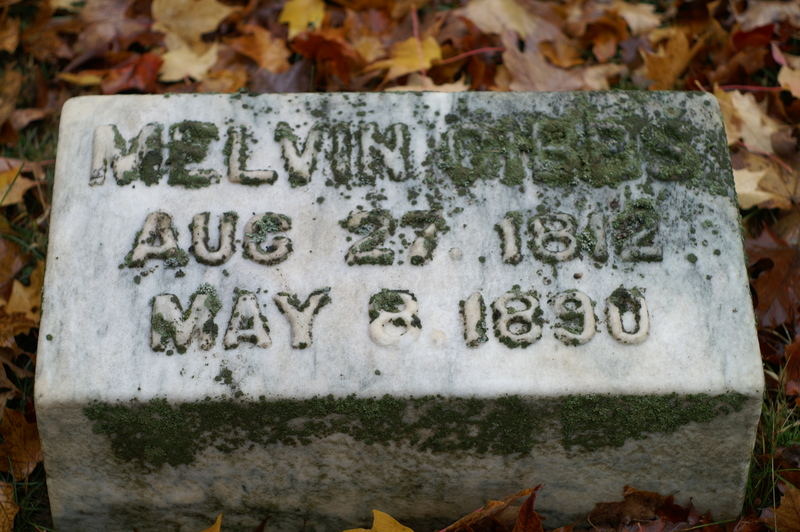 MELVIN GIBBS
AUG 27 1812
MAY 8 1890